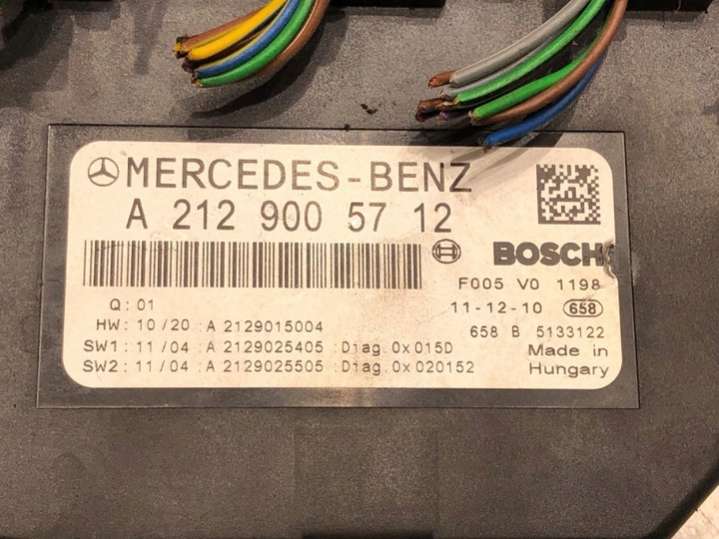 MERCEDES-BENZ
A 212 900 57 12
BOSCH
F005 V0 1198
Q: 01
11-12-10 658
HW: 10/20 :A 2129015004
658 B 5133122
SW1: 11/04 :A 2129025405 :Diag.0x015D
Made in
SW2: 11/04 :A 2129025505 :Diag.0x020152
Hungary